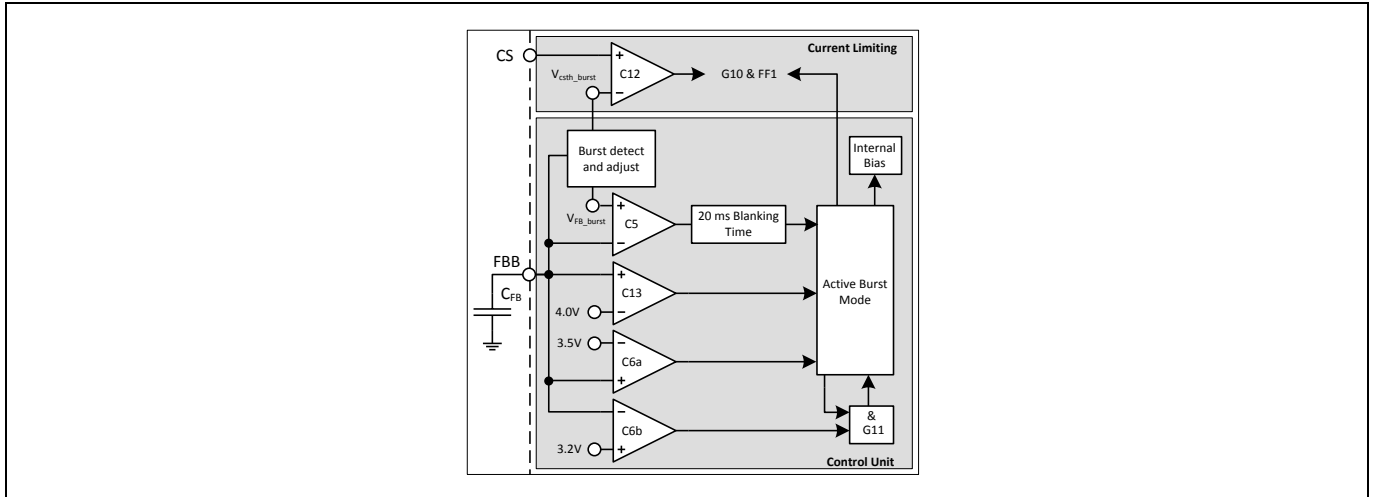 Current Limiting
CS
+
C12
−
V_csth_burst
G10 & FF1
Burst detect
and adjust
Internal
Bias
V_FB_burst
+
C5
−
20 ms Blanking
Time
FBB
C_FB
+
C13
−
4.0V
Active Burst
Mode
3.5V
−
C6a
+
−
C6b
+
3.2V
&
G11
Control Unit